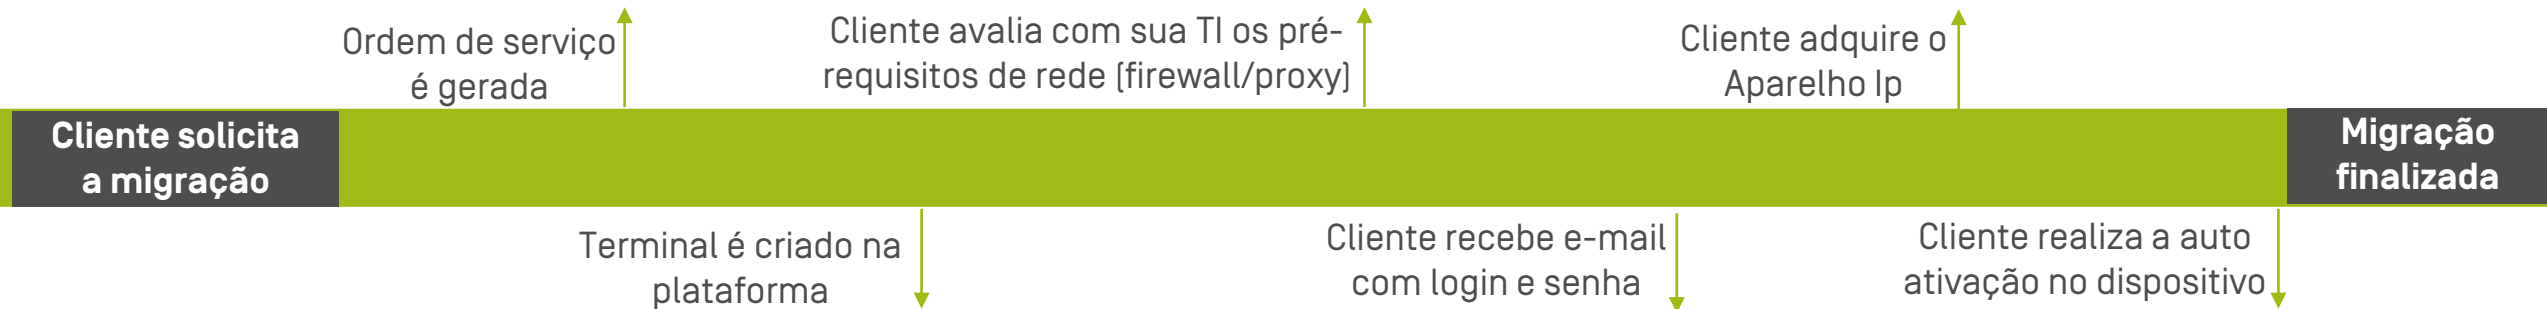 Cliente solicita
a migração
Ordem de serviço
é gerada
Terminal é criado na
plataforma
Cliente avalia com sua TI os pré-
requisitos de rede (firewall/proxy)
Cliente recebe e-mail
com login e senha
Cliente adquire o
Aparelho Ip
Cliente realiza a auto
ativação no dispositivo
Migração
finalizada